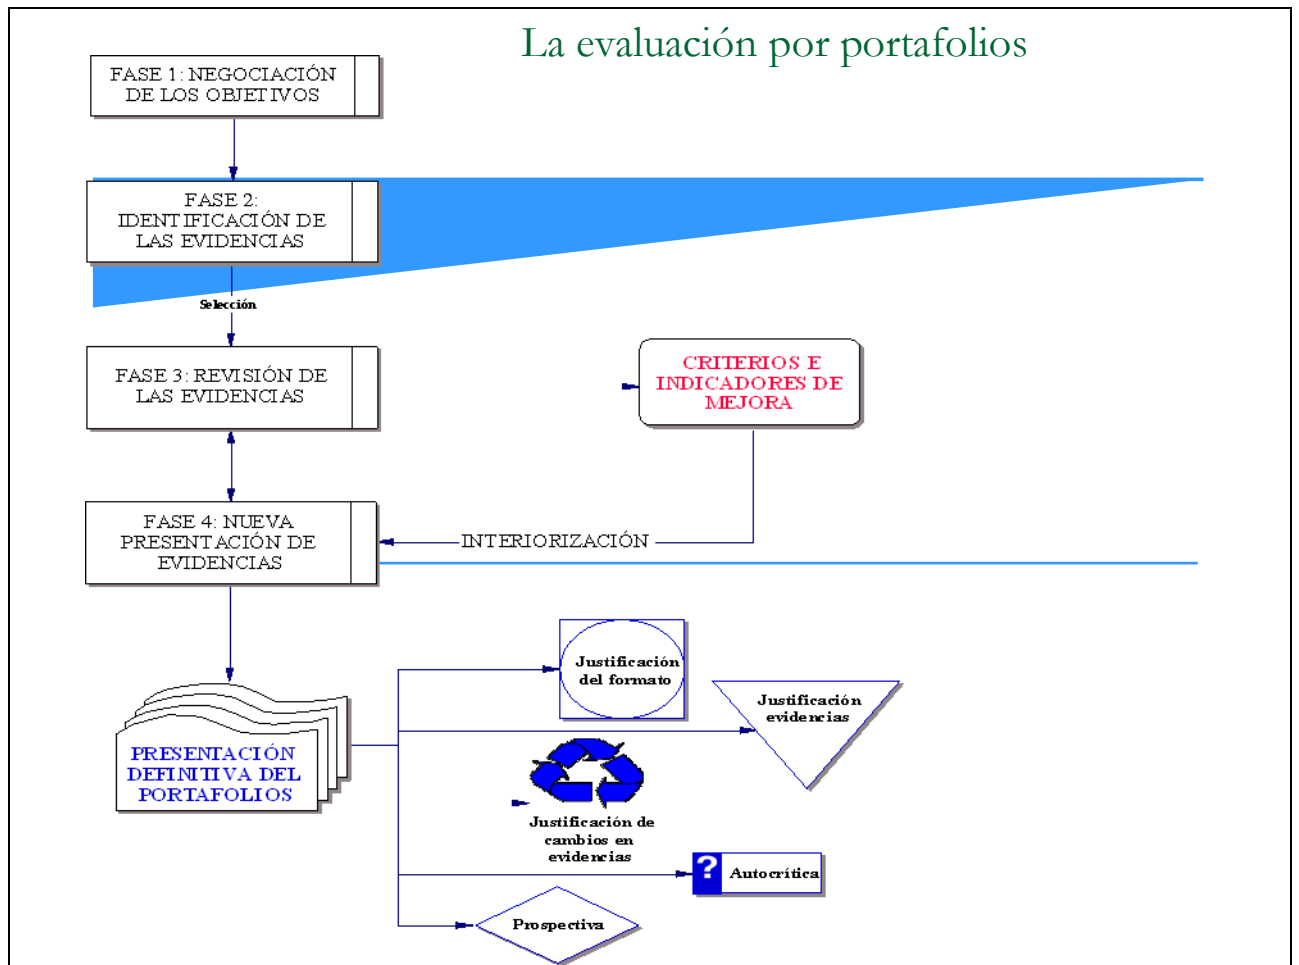 La evaluación por portafolios
FASE 1: NEGOCIACIÓN
DE LOS OBJETIVOS
FASE 2:
IDENTIFICACIÓN DE
LAS EVIDENCIAS
Selección
FASE 3: REVISIÓN DE
LAS EVIDENCIAS
CRITERIOS E
INDICADORES DE
MEJORA
FASE 4: NUEVA
PRESENTACIÓN DE
EVIDENCIAS
INTERIORIZACIÓN
PRESENTACIÓN
DEFINITIVA DEL
PORTAFOLIOS
Justificación
del formato
Justificación
evidencias
Justificación de
cambios en
evidencias
? Autocrítica
Prospectiva